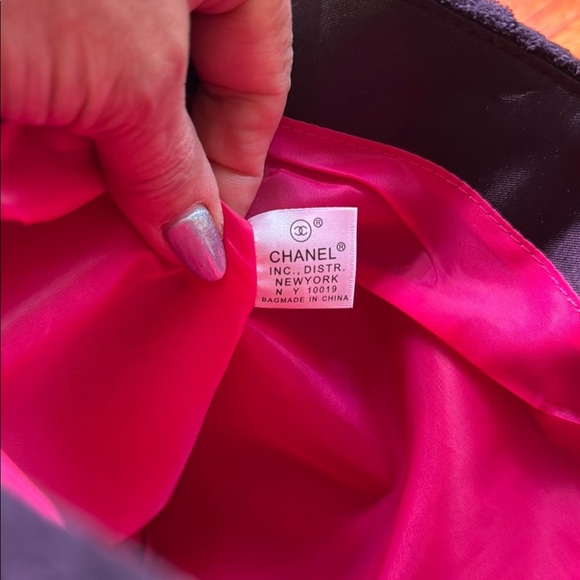 ®
CHANEL®
INC., DISTR.
NEWYORK
N Y 10019
BAGMADE IN CHINA